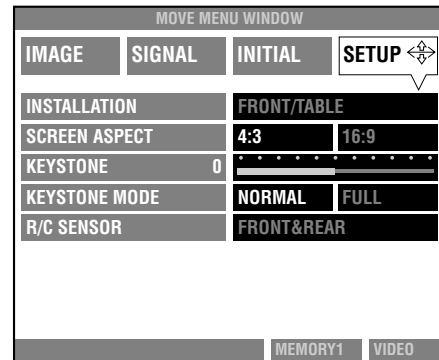 MOVE MENU WINDOW
IMAGE SIGNAL INITIAL SETUP
INSTALLATION FRONT/TABLE
SCREEN ASPECT 4:3 16:9
KEYSTONE 0
KEYSTONE MODE NORMAL FULL
R/C SENSOR FRONT&REAR
MEMORY1 VIDEO